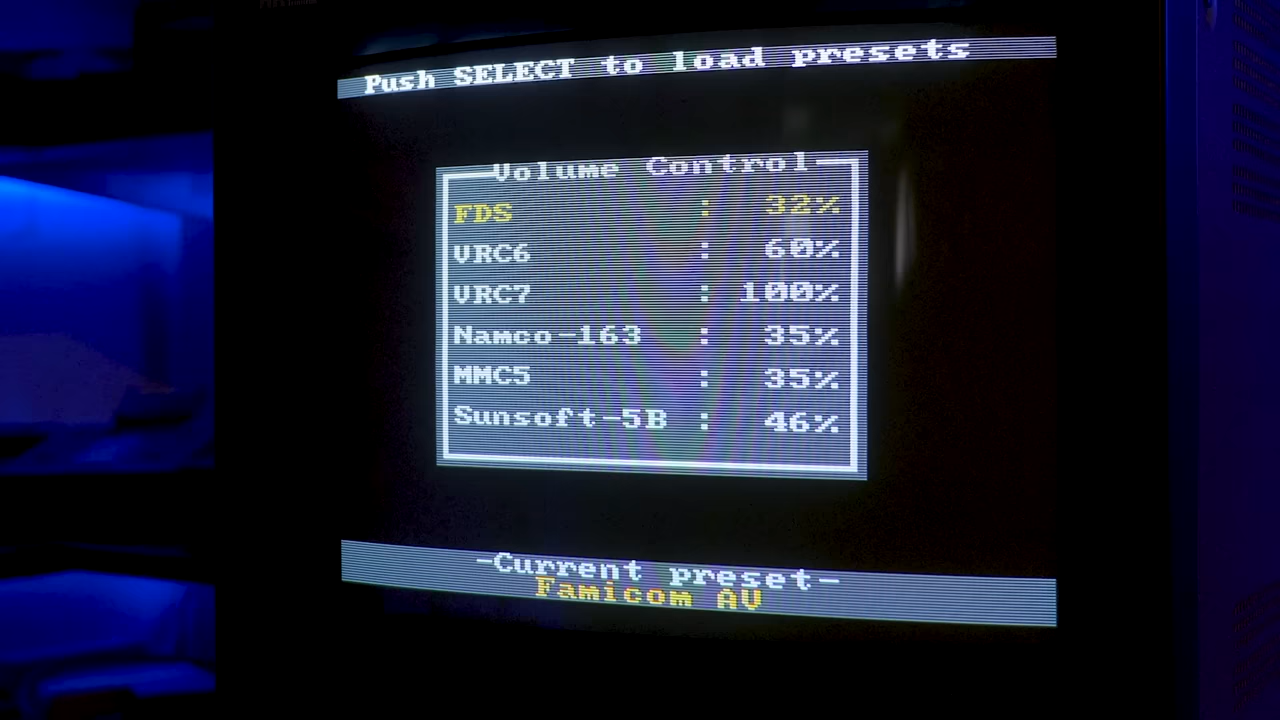 Push SELECT to load presets
Volume Control
FDS : 32%
VRC6 : 60%
VRC7 : 100%
Namco-163 : 35%
MMC5 : 35%
Sunsoft-5B : 46%
-Current preset-
Famicom AV